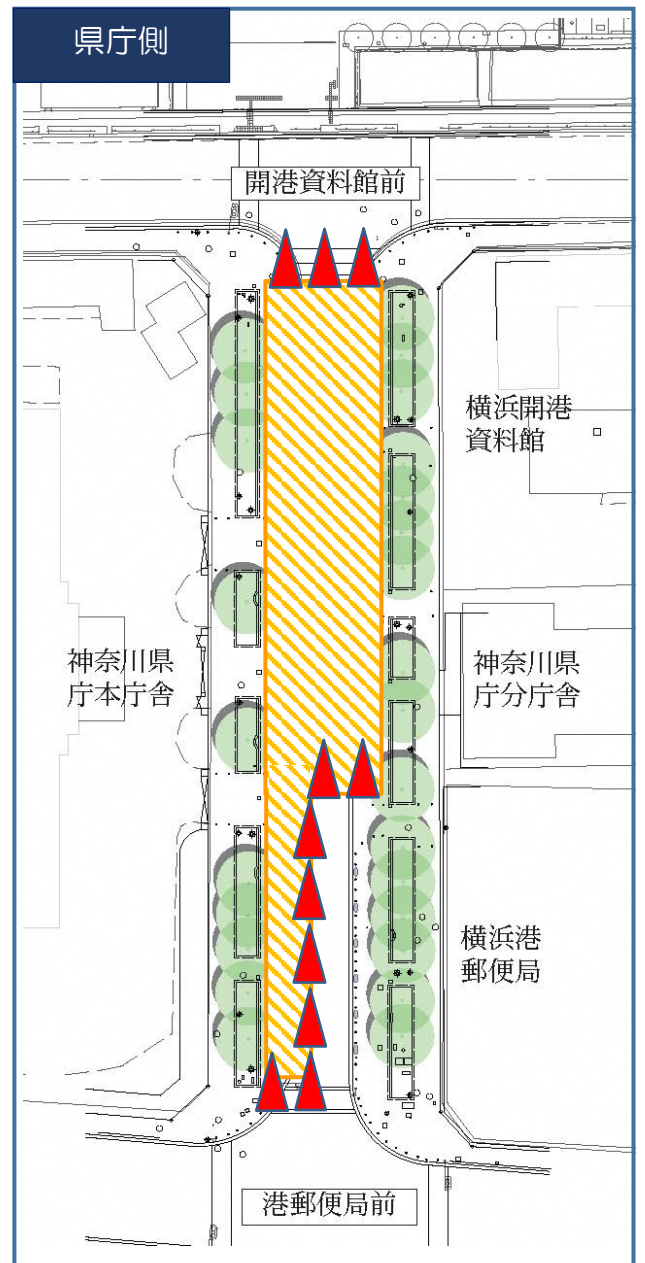 県庁側
開港資料館前
横浜開港
資料館
神奈川県
庁本庁舎
神奈川県
庁分庁舎
横浜港
郵便局
港郵便局前